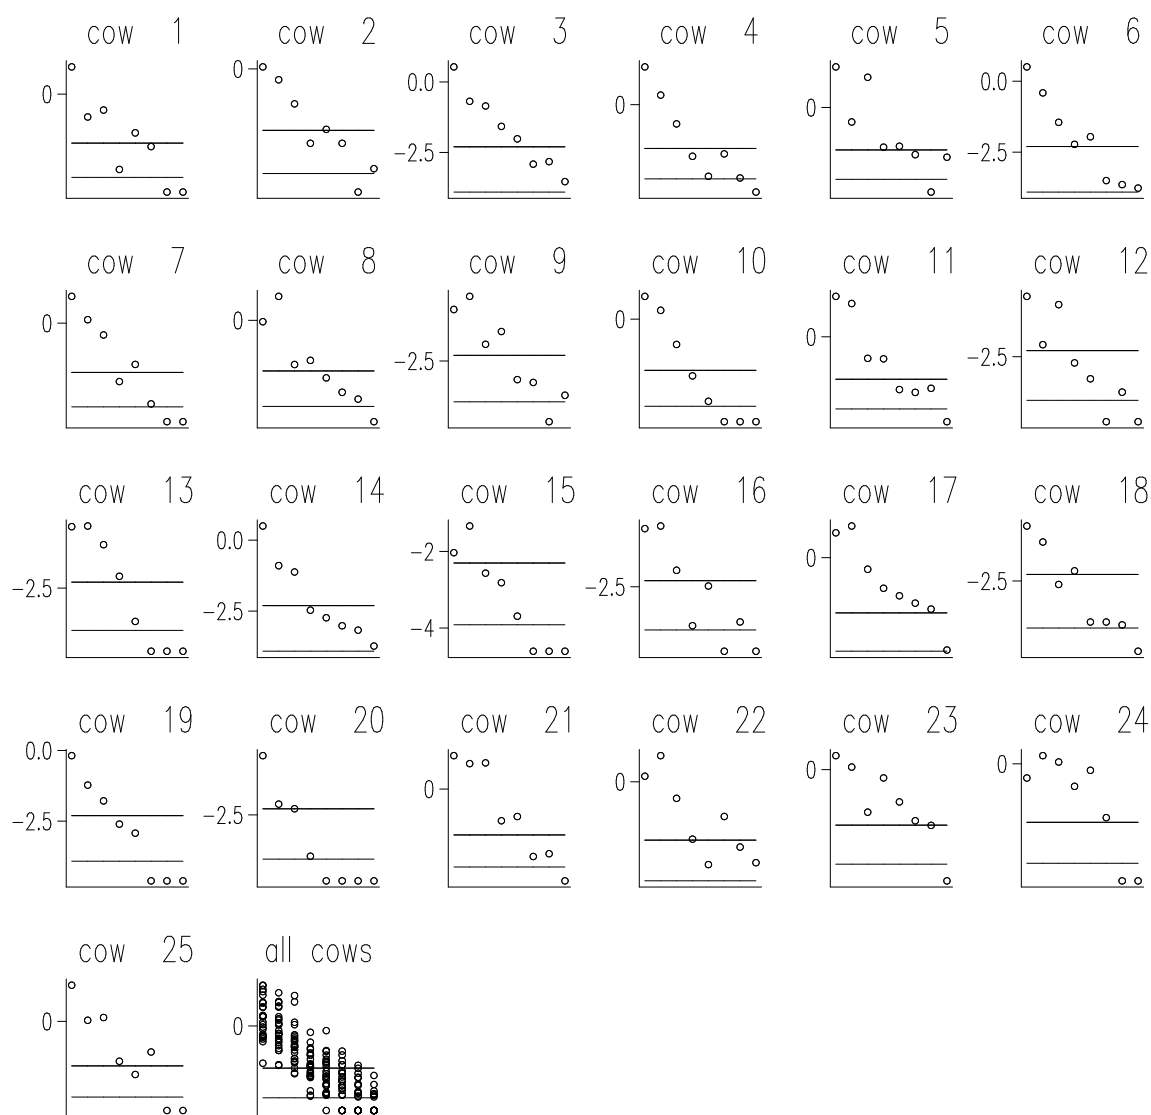 cow 1 cow 2 cow 3 cow 4 cow 5 cow 6
0 0 0.0 0 0 0.0
−2.5 −2.5
cow 7 cow 8 cow 9 cow 10 cow 11 cow 12
0 0 −2.5 0 0 −2.5
cow 13 cow 14 cow 15 cow 16 cow 17 cow 18
−2.5 0.0 −2 −2.5 0 −2.5
−2.5 −4
cow 19 cow 20 cow 21 cow 22 cow 23 cow 24
0.0 −2.5 0 0 0 0
−2.5
cow 25 all cows
0 0